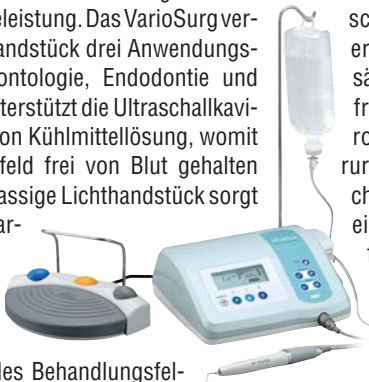 eleistung. Das VarioSurg ver-
andstück drei Anwendungs-
ontologie, Endodontie und
terstützt die Ultraschallkavi-
on Kühlmittellösung, womit
feld frei von Blut gehalten
assige Lichthandstück sorgt
ar-
des Behandlungsfel-
sc
er
sä
fr
ro
rur
ch
ei